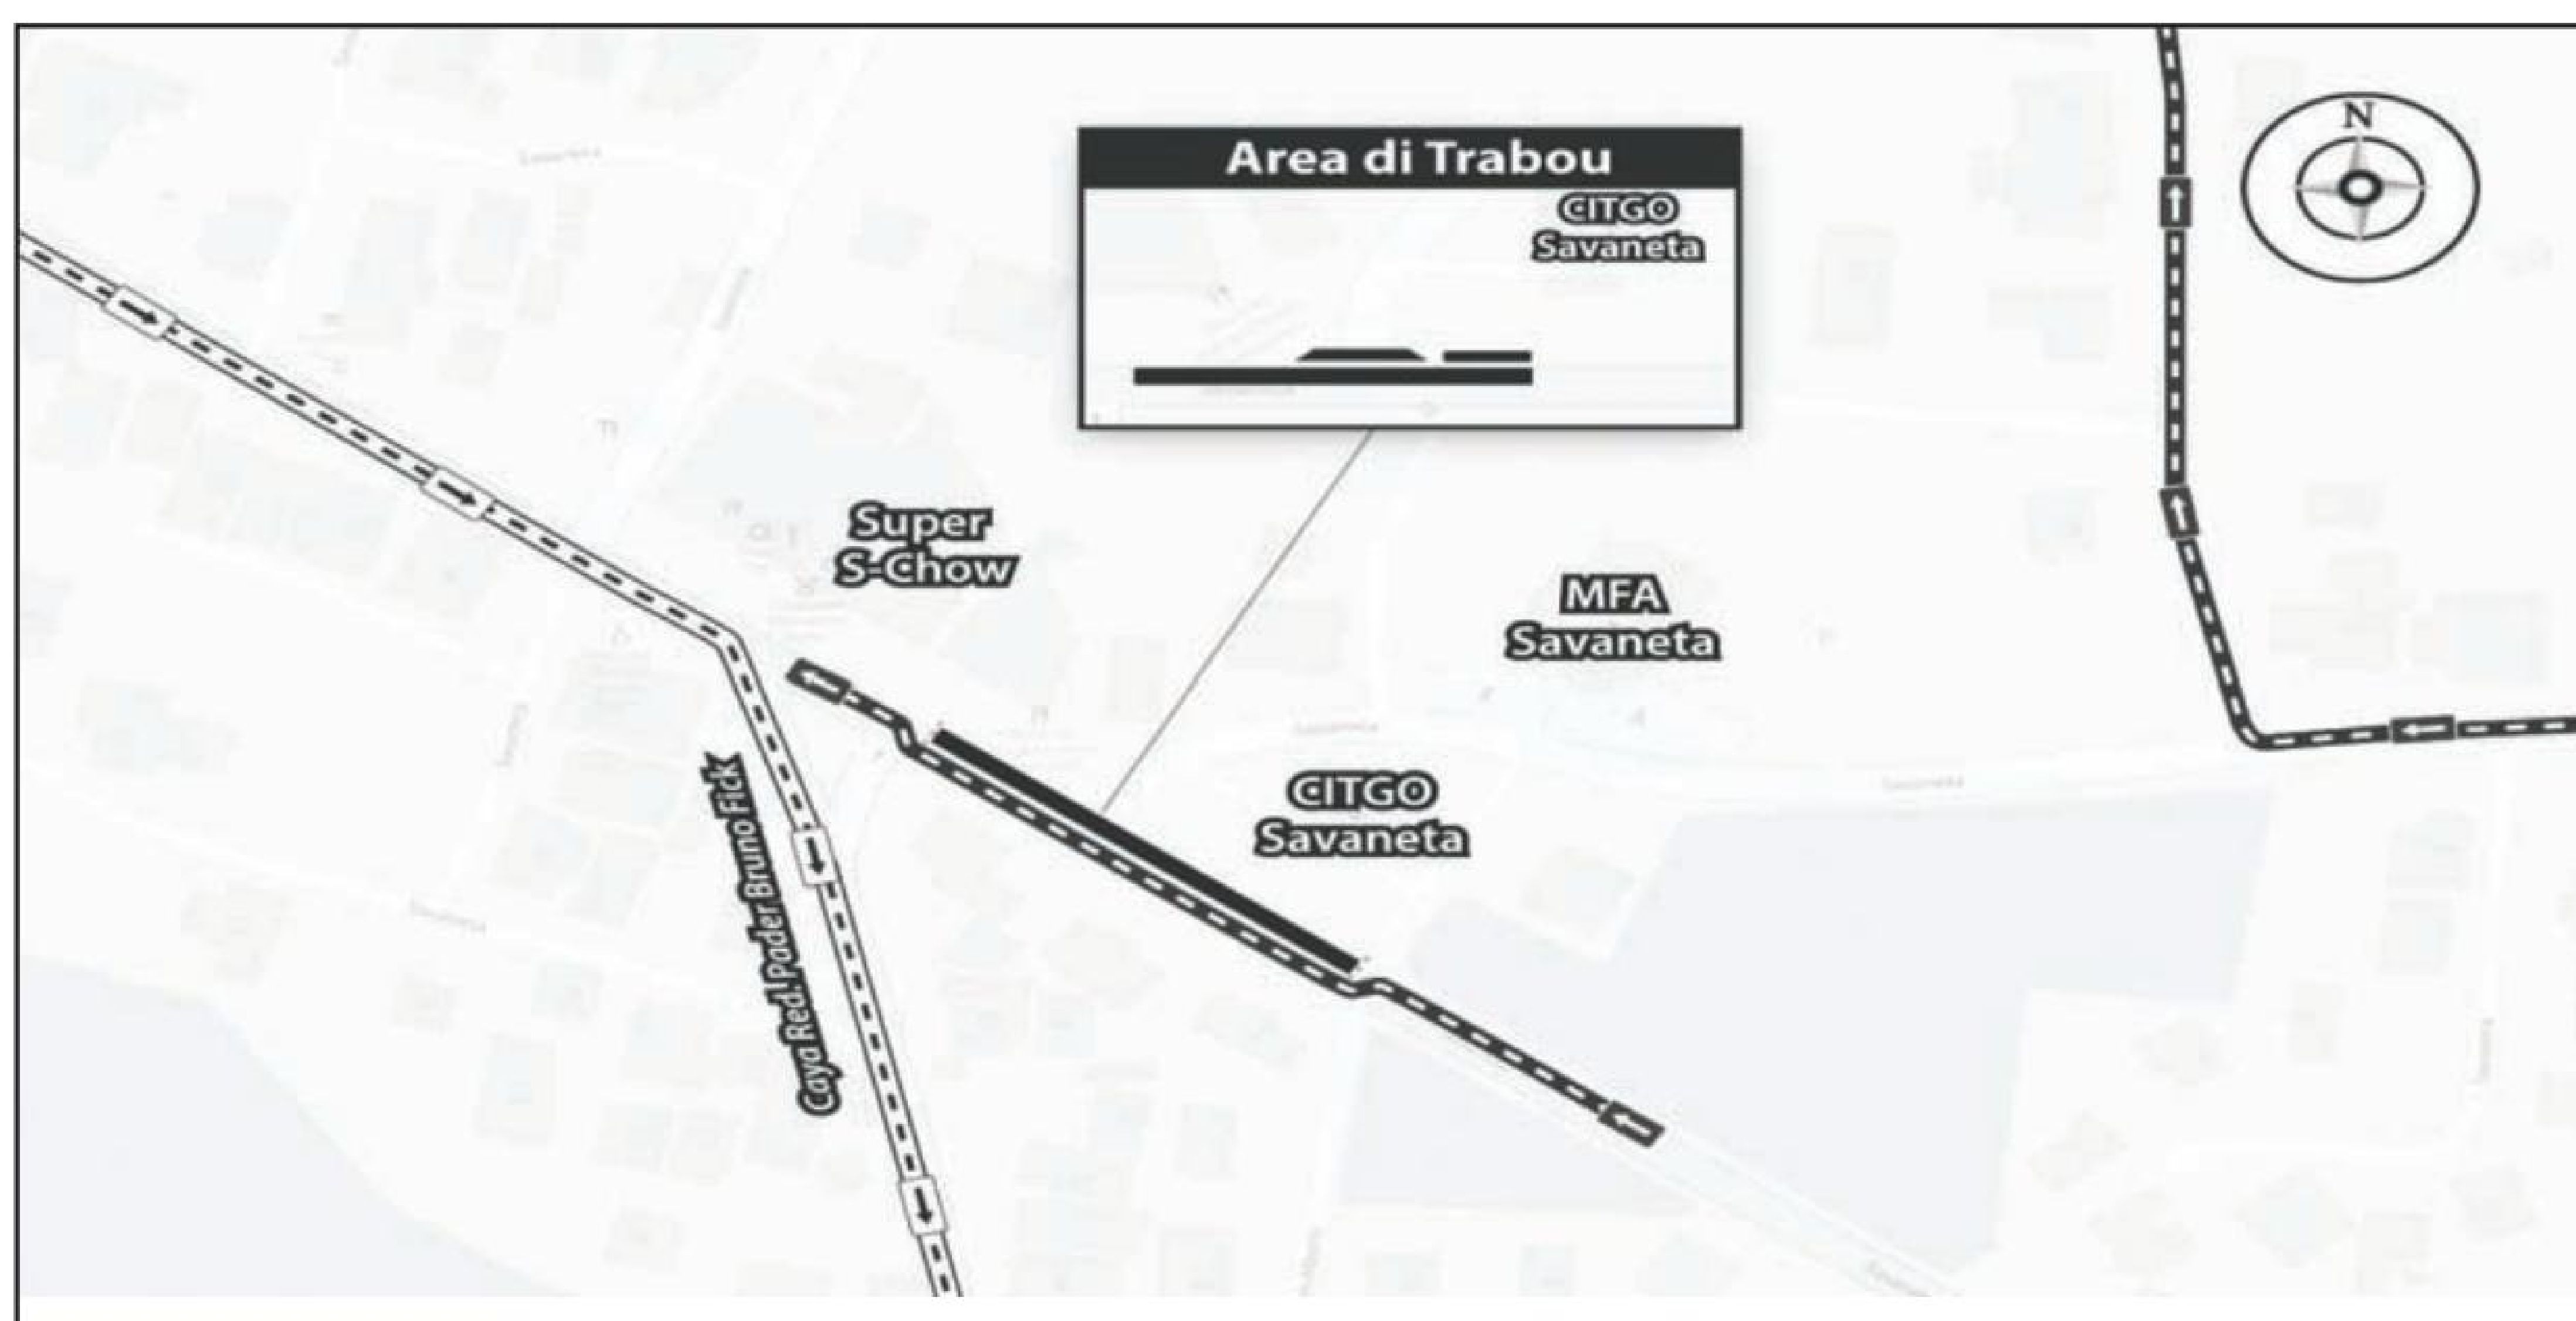 Area di Trabou
CITGO
Savaneta
N
Super
S-Chow
MFA
Savaneta
CITGO
Savaneta
Caya Red. Pader Bruno Fick